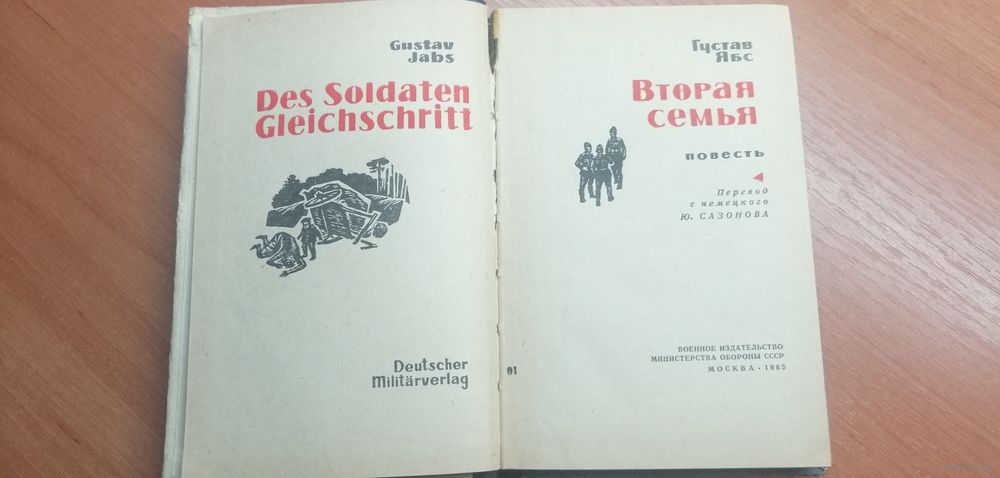 Gustav
Jabs
Des Soldaten
Gleichschritt
Deutscher
Militärverlag
Густав
Ябс
Вторая
семья
повесть
Перевод
с немецкого
Ю. САЗОНОВА
ВОЕННОЕ ИЗДАТЕЛЬСТВО
МИНИСТЕРСТВА ОБОРОНЫ СССР
МОСКВА · 1965